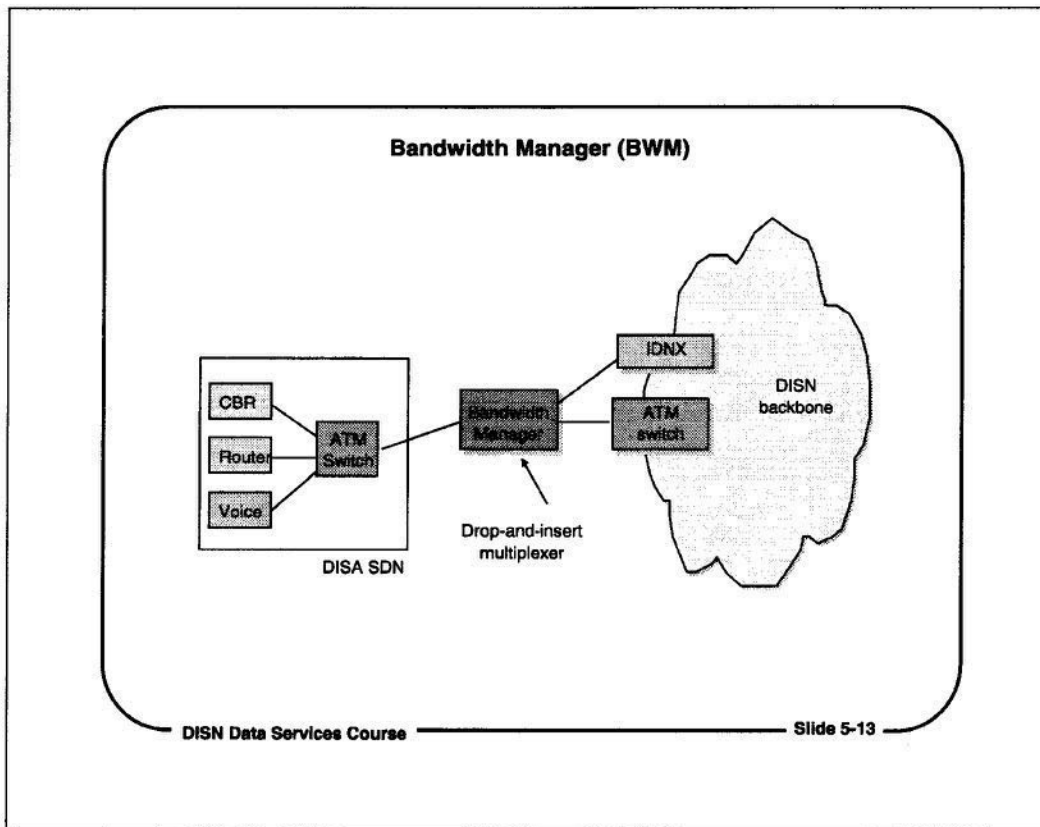 Bandwidth Manager (BWM)
IDNX
DISN
backbone
CBR
Router
Voice
ATM
Switch
Bandwidth
Manager
ATM
switch
Drop-and-insert
multiplexer
DISA SDN
DISN Data Services Course
Slide 5-13